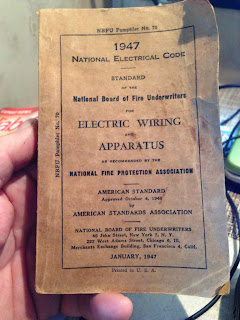 NBFU Pamphlet No. 70
NBFU Pamphlet No. 70
1947
NATIONAL ELECTRICAL CODE
STANDARD
OF THE
National Board of Fire Underwriters
FOR
ELECTRIC WIRING
AND
APPARATUS
AS RECOMMENDED BY THE
NATIONAL FIRE PROTECTION ASSOCIATION
AMERICAN STANDARD
Approved October 4, 1946
by
AMERICAN STANDARDS ASSOCIATION
NATIONAL BOARD OF FIRE UNDERWRITERS
85 John Street, New York 7, N. Y.
222 West Adams Street, Chicago 6, Ill.
Merchants Exchange Building, San Francisco 4, Calif.
JANUARY, 1947
Printed in U. S. A.